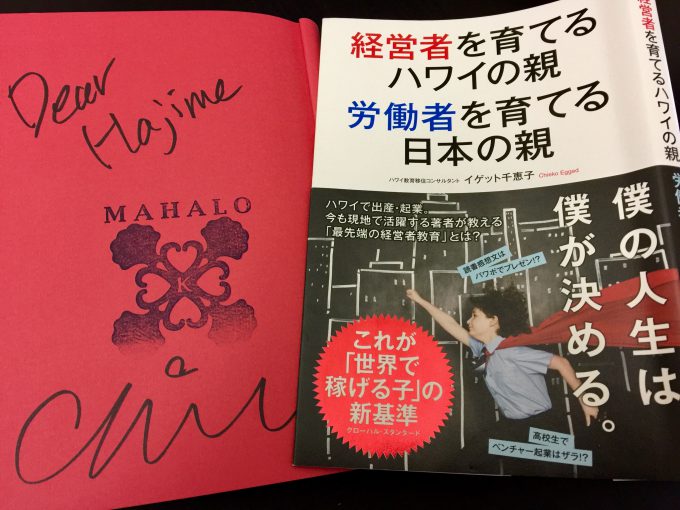 Dear
Hajime
MAHALO
K
経営者を育てる
ハワイの親
労働者を育てる
日本の親
ハワイ教育移住コンサルタント イゲット千恵子 Chieko Egged
ハワイで出産・起業。
今も現地で活躍する著者が教える
「最先端の経営者教育」とは?
僕の人生は
僕が決める。
読書感想文は
パワポでプレゼン!?
これが
「世界で
稼げる子」の
新基準
グローバル・スタンダード
高校生で
ベンチャー起業はザラ!?
経営者を育てるハワイの親 労働